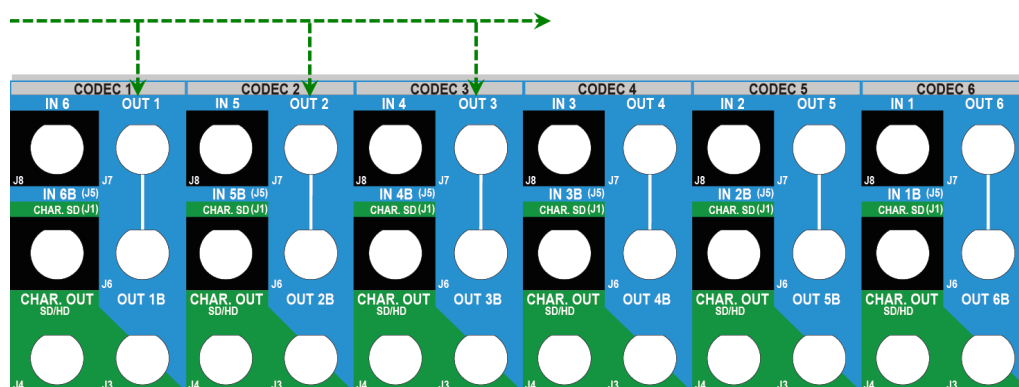 CODEC 1 CODEC 2 CODEC 3 CODEC 4 CODEC 5 CODEC 6
IN 6 OUT 1 IN 5 OUT 2 IN 4 OUT 3 IN 3 OUT 4 IN 2 OUT 5 IN 1 OUT 6
J8 J7 J8 J7 J8 J7 J8 J7 J8 J7 J8 J7
IN 6B (J5) IN 5B (J5) IN 4B (J5) IN 3B (J5) IN 2B (J5) IN 1B (J5)
CHAR. SD (J1) CHAR. SD (J1) CHAR. SD (J1) CHAR. SD (J1) CHAR. SD (J1) CHAR. SD (J1)
J6 J6 J6 J6 J6 J6
CHAR. OUT OUT 1B CHAR. OUT OUT 2B CHAR. OUT OUT 3B CHAR. OUT OUT 4B CHAR. OUT OUT 5B CHAR. OUT OUT 6B
SD/HD SD/HD SD/HD SD/HD SD/HD SD/HD
J4 J3 J4 J3 J4 J3 J4 J3 J4 J3 J4 J3